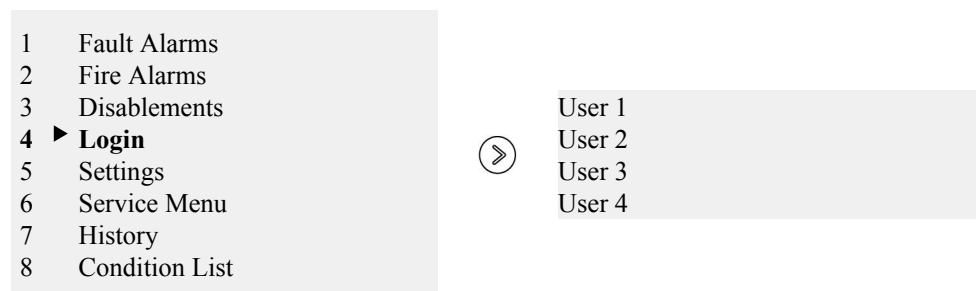 1 Fault Alarms
2 Fire Alarms
3 Disablements
4 Login
5 Settings
6 Service Menu
7 History
8 Condition List
User 1
User 2
User 3
User 4